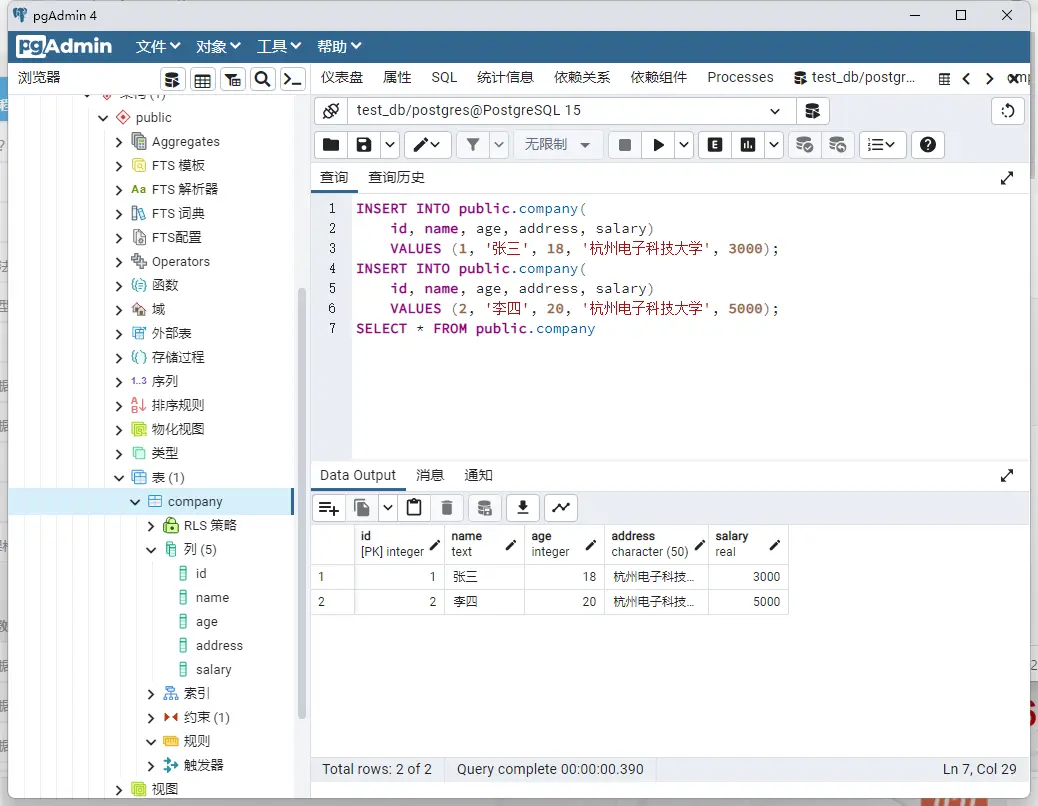 pgAdmin 4
pgAdmin 文件 对象 工具 帮助
浏览器
仪表盘 属性 SQL 统计信息 依赖关系 依赖组件 Processes test_db/postgr...
public
Aggregates
FTS 模板
Aa FTS 解析器
FTS 词典
FTS配置
Operators
函数
域
外部表
存储过程
1..3 序列
排序规则
物化视图
类型
表 (1)
company
RLS 策略
列 (5)
id
name
age
address
salary
索引
约束 (1)
规则
触发器
视图
test_db/postgres@PostgreSQL 15
无限制
查询 查询历史
1 INSERT INTO public.company(
2 id, name, age, address, salary)
3 VALUES (1, '张三', 18, '杭州电子科技大学', 3000);
4 INSERT INTO public.company(
5 id, name, age, address, salary)
6 VALUES (2, '李四', 20, '杭州电子科技大学', 5000);
7 SELECT * FROM public.company
Data Output 消息 通知
id name age address salary
[PK] integer text integer character (50) real
1 1 张三 18 杭州电子科技... 3000
2 2 李四 20 杭州电子科技... 5000
Total rows: 2 of 2 Query complete 00:00:00.390 Ln 7, Col 29